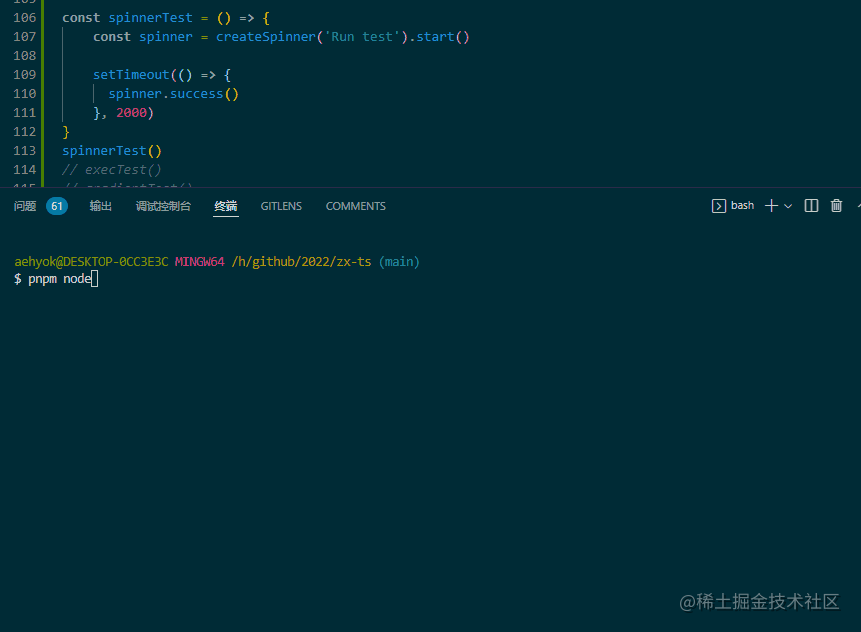 106 const spinnerTest = () => {
107 const spinner = createSpinner('Run test').start()
108
109 setTimeout(() => {
110 spinner.success()
111 }, 2000)
112 }
113 spinnerTest()
114 // execTest()
问题 61 输出 调试控制台 终端 GITLENS COMMENTS bash
aehyok@DESKTOP-0CC3E3C MINGW64 /h/github/2022/zx-ts (main)
$ pnpm node
@稀土掘金技术社区